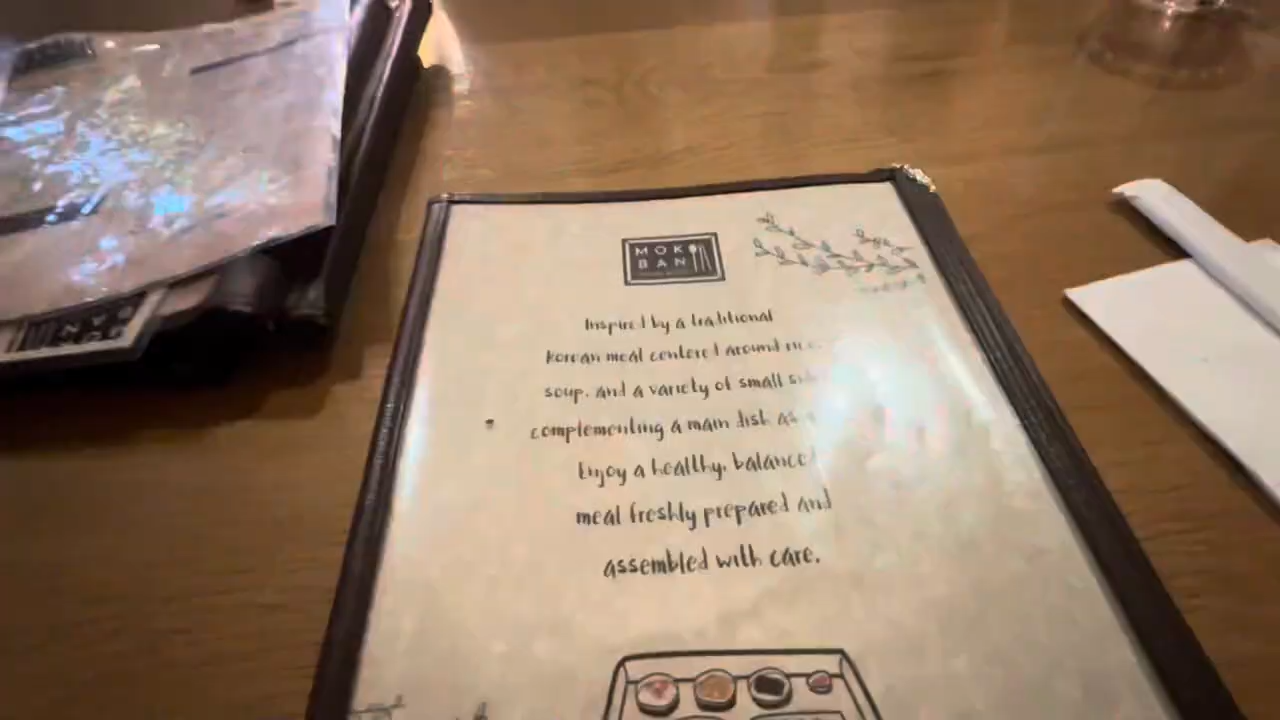 MOK
BAN
Inspired by a traditional
korean meal centered around
soup, and a variety of small
complementing a main dish as
Enjoy a healthy, balanced
meal freshly prepared and
assembled with care.